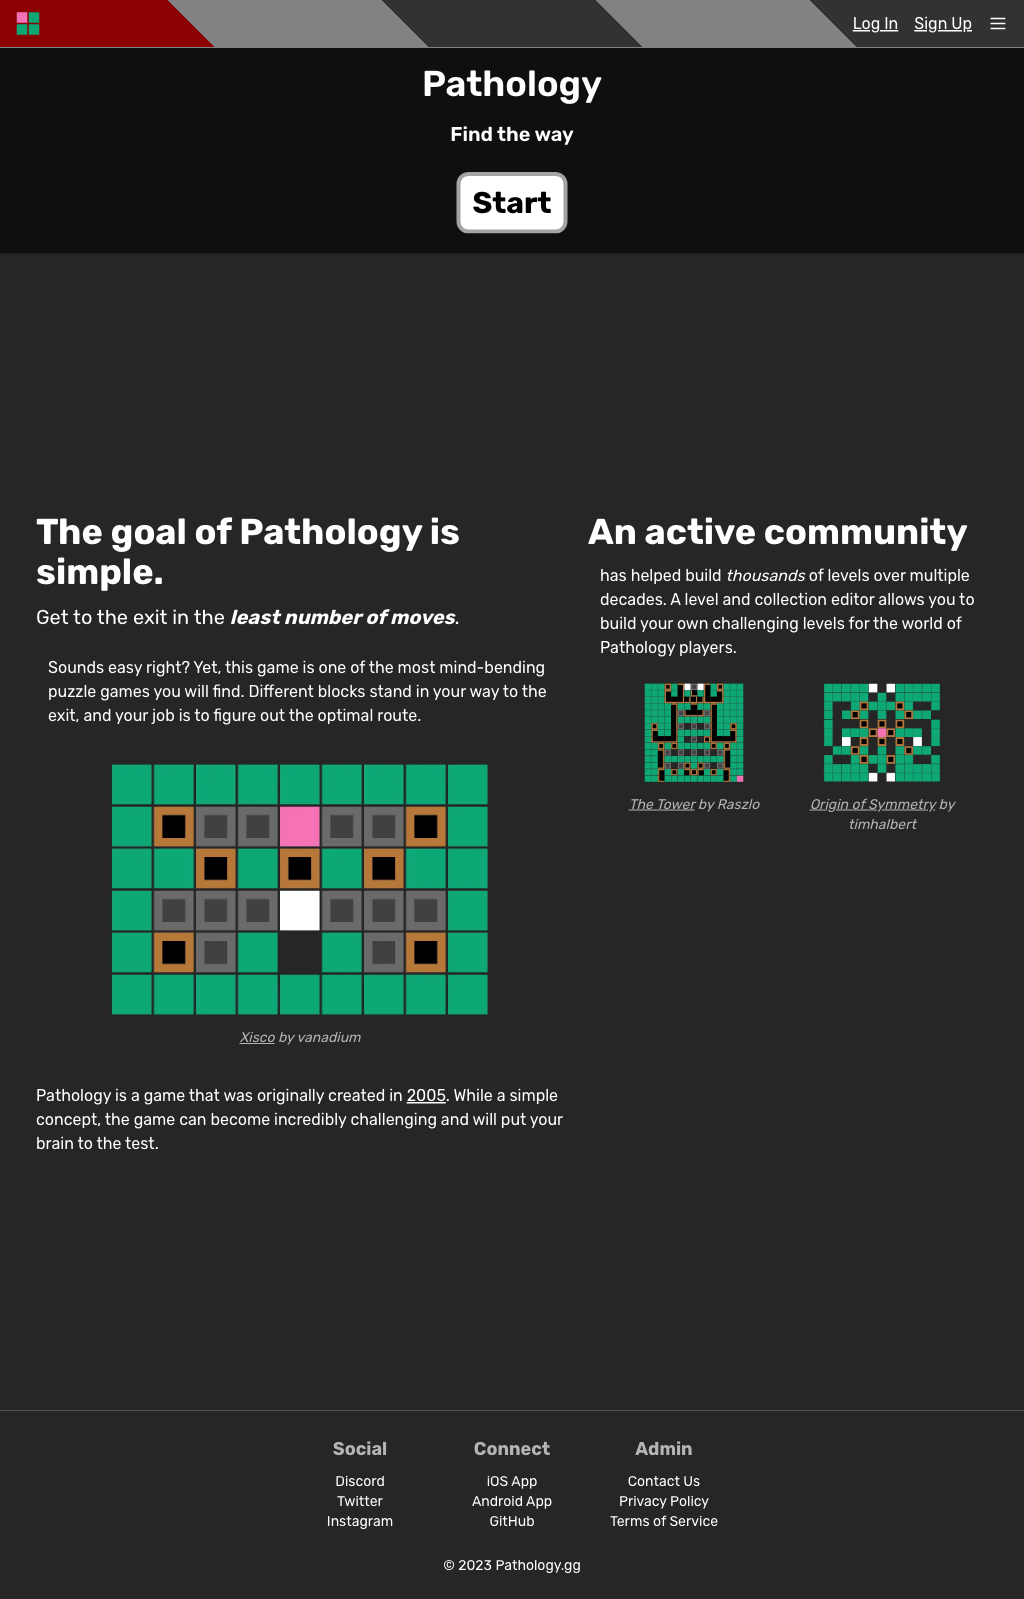 Log In
Sign Up
Pathology
Find the way
Start
The goal of Pathology is
simple.
Get to the exit in the least number of moves.
Sounds easy right? Yet, this game is one of the most mind-bending
puzzle games you will find. Different blocks stand in your way to the
exit, and your job is to figure out the optimal route.
Xisco by vanadium
Pathology is a game that was originally created in 2005. While a simple
concept, the game can become incredibly challenging and will put your
brain to the test.
An active community
has helped build thousands of levels over multiple
decades. A level and collection editor allows you to
build your own challenging levels for the world of
Pathology players.
The Tower by Raszlo
Origin of Symmetry by
timhalbert
Social
Discord
Twitter
Instagram
Connect
iOS App
Android App
GitHub
Admin
Contact Us
Privacy Policy
Terms of Service
© 2023 Pathology.gg